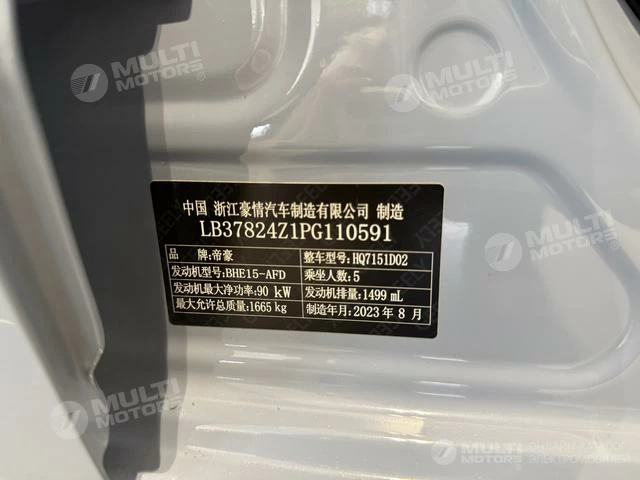 MULTI
MOTORS
MULTI
MOTORS
中国 浙江豪情汽车制造有限公司 制造
LB37824Z1PG110591
品 牌:帝豪 整车型号:HQ7151D02
发动机型号:BHE15-AFD 乘坐人数:5
发动机最大净功率:90 kW 发动机排量:1499 mL
最大允许总质量:1665 kg 制造年月:2023 年 8 月
MULTI
MOTORS
MULTI
MOTORS
ОНЛАЙН-КАТАЛОГ
ЭЛЕКТРОМОБИЛЕЙ